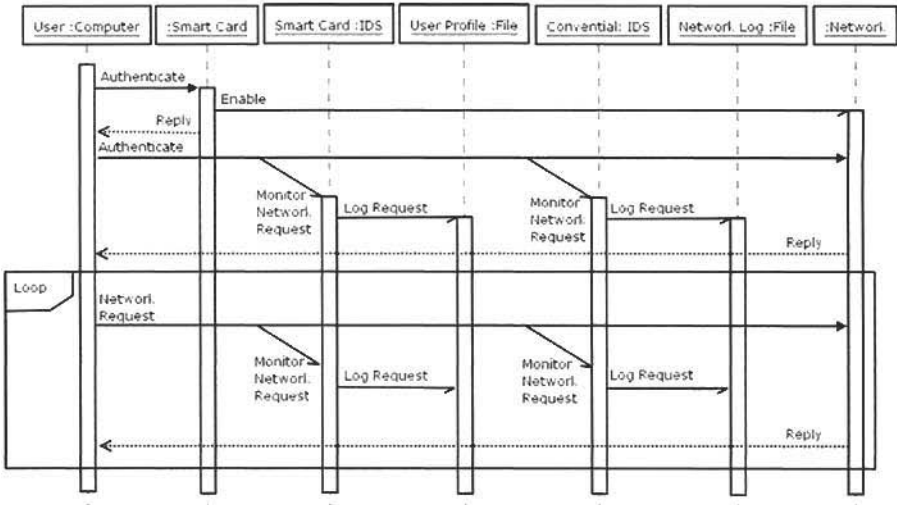 User :Computer
:Smart Card
Smart Card :IDS
User Profile :File
Convential: IDS
Networl. Log :File
:Networl.
Authenticate
Enable
Reply
Authenticate
Monitor
Networl.
Request
Log Request
Monitor
Networl.
Request
Log Request
Reply
Loop
Networl.
Request
Monitor
Networl.
Request
Log Request
Monitor
Networl.
Request
Log Request
Reply